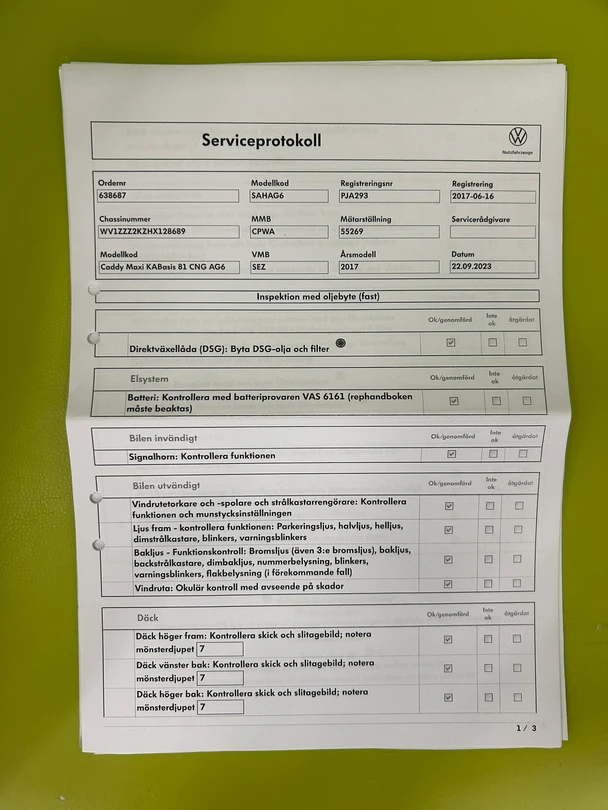 Serviceprotokoll
Nutzfahrzeuge
Ordernr Modellkod Registreringsnr Registrering
638687 SAHAG6 PJA293 2017-06-16
Chassinummer MMB Mätarställning Servicerådgivare
WV1ZZZ2KZHX128689 CPWA 55269
Modellkod VMB Årsmodell Datum
Caddy Maxi KABasis 81 CNG AG6 SEZ 2017 22.09.2023
Inspektion med oljebyte (fast)
Ok/genomförd Inte ok åtgärdat
Direktväxellåda (DSG): Byta DSG-olja och filter
Elsystem Ok/genomförd Inte ok åtgärdat
Batteri: Kontrollera med batteriprovaren VAS 6161 (rephandboken
måste beaktas)
Bilen invändigt Ok/genomförd Inte ok åtgärdat
Signalhorn: Kontrollera funktionen
Bilen utvändigt Ok/genomförd Inte ok åtgärdat
Vindrutetorkare och -spolare och strålkastarrengörare: Kontrollera
funktionen och munstycksinställningen
Ljus fram - kontrollera funktionen: Parkeringsljus, halvljus, helljus,
dimstrålkastare, blinkers, varningsblinkers
Bakljus - Funktionskontroll: Bromsljus (även 3:e bromsljus), bakljus,
backstrålkastare, dimbakljus, nummerbelysning, blinkers,
varningsblinkers, flakbelysning (i förekommande fall)
Vindruta: Okulär kontroll med avseende på skador
Däck Ok/genomförd Inte ok åtgärdat
Däck höger fram: Kontrollera skick och slitagebild; notera
mönsterdjupet 7
Däck vänster bak: Kontrollera skick och slitagebild; notera
mönsterdjupet 7
Däck höger bak: Kontrollera skick och slitagebild; notera
mönsterdjupet 7
1 / 3